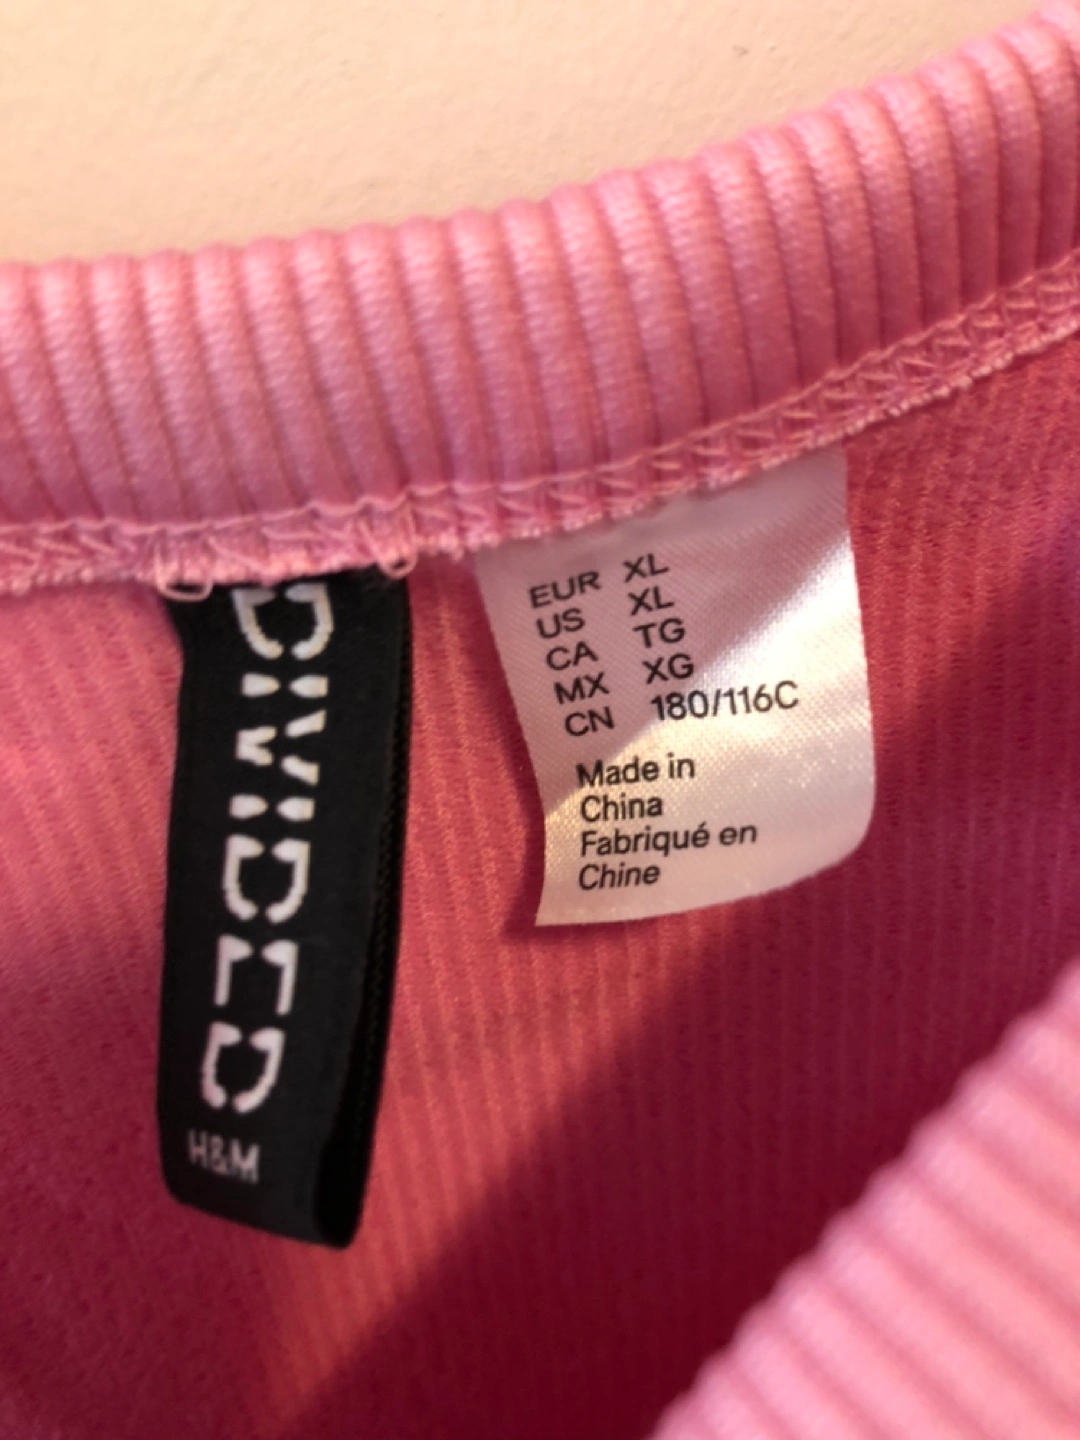 DIVIDED
H&M
EUR XL
US XL
CA TG
MX XG
CN 180/116C
Made in
China
Fabriqué en
Chine